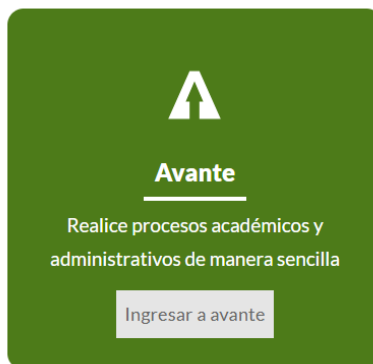 Avante
Realice procesos académicos y
administrativos de manera sencilla
Ingresar a avante